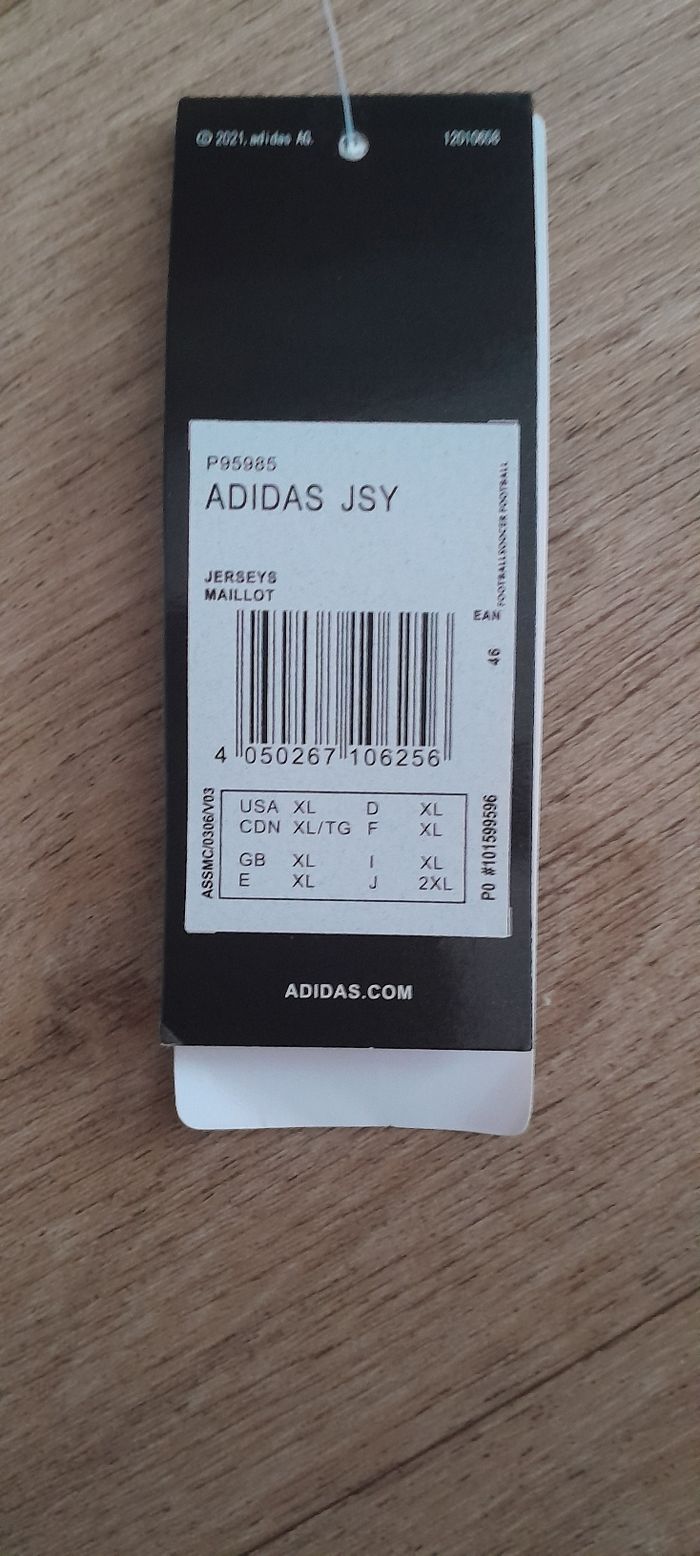 © 2021. adidas AG. 12010656
P95985
ADIDAS JSY
FOOTBALL/SOCCER FOOTBALL
JERSEYS
MAILLOT
EAN
46
4 050267 106256
ASSMC/0306/V03
USA XL D XL
CDN XL/TG F XL
GB XL I XL
E XL J 2XL
PO #101599596
ADIDAS.COM